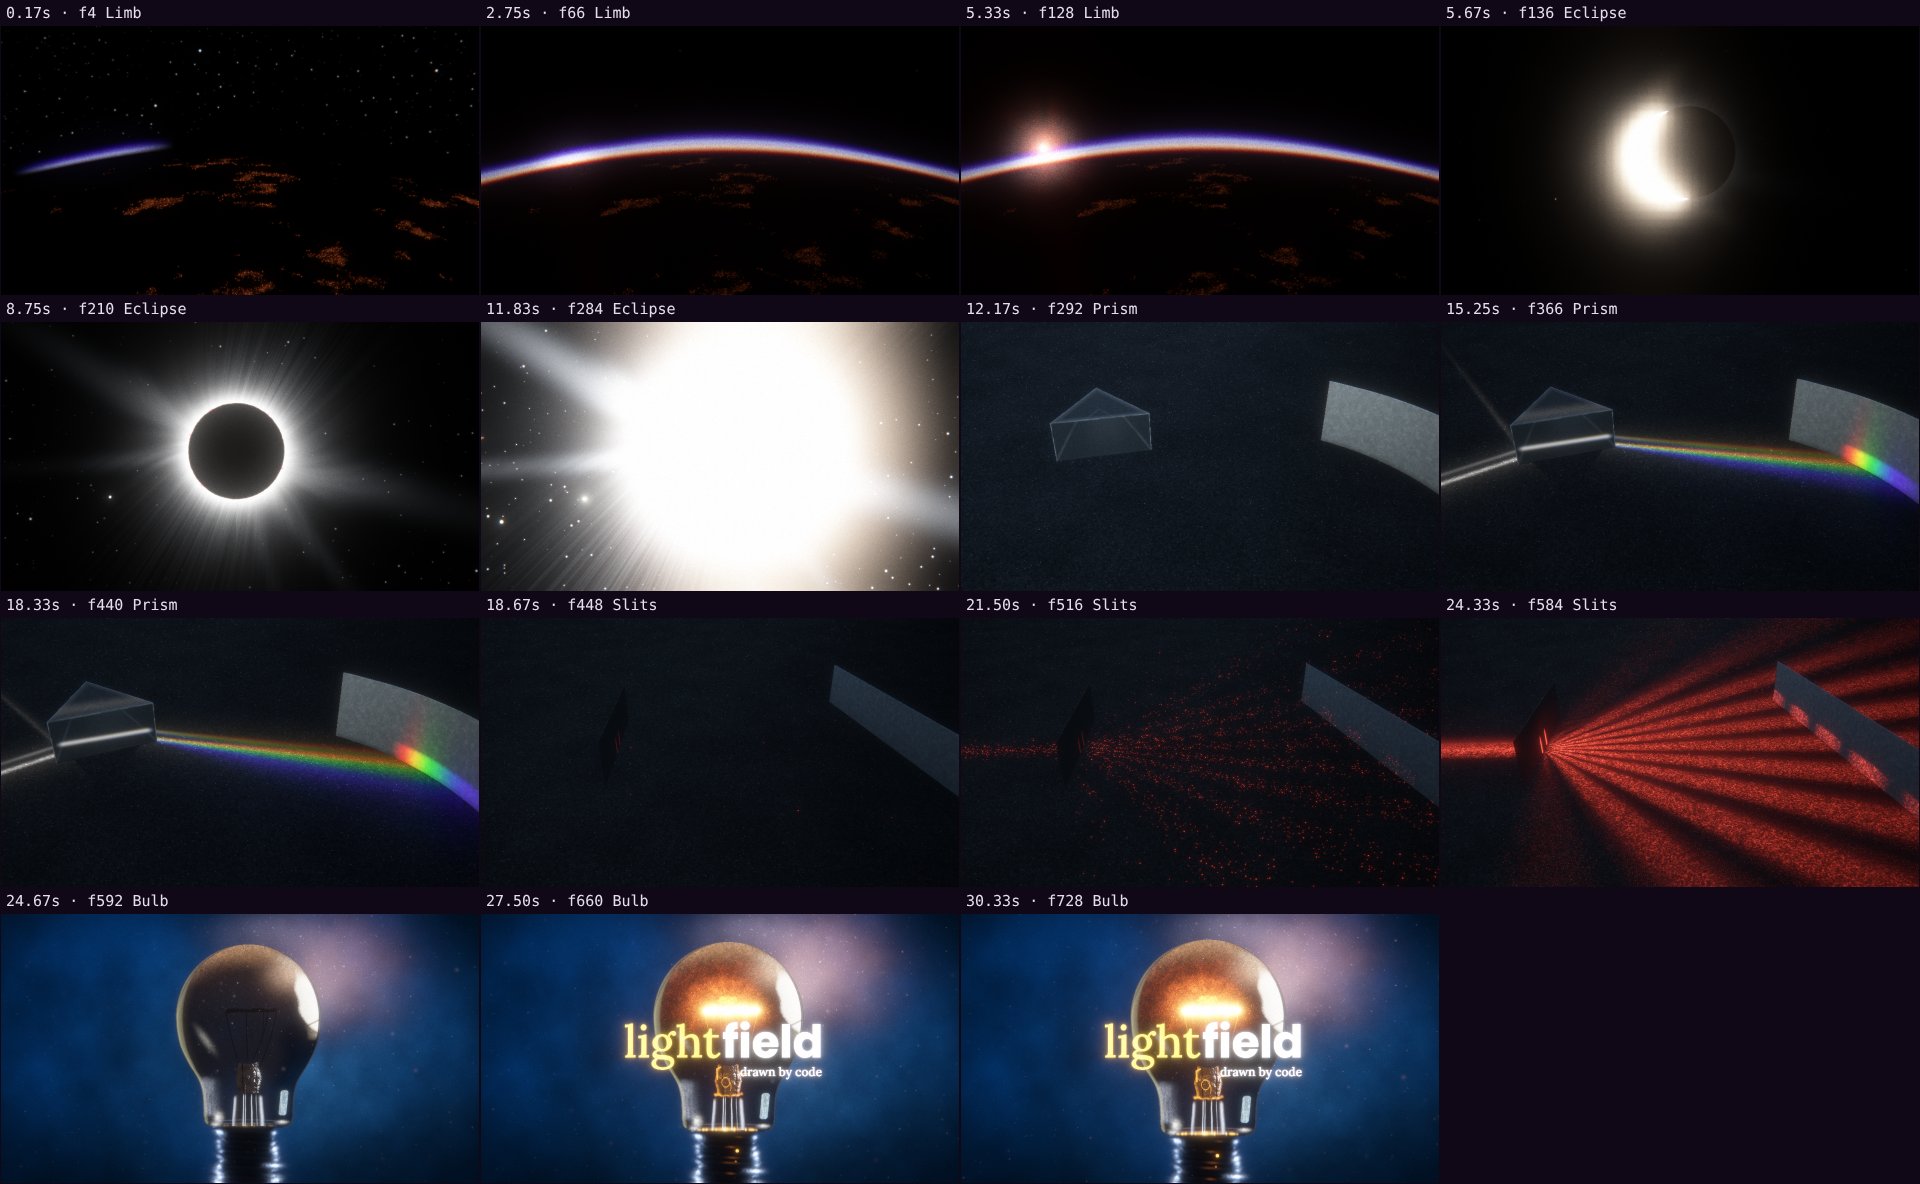 0.17s · f4 Limb
2.75s · f66 Limb
5.33s · f128 Limb
5.67s · f136 Eclipse
8.75s · f210 Eclipse
11.83s · f284 Eclipse
12.17s · f292 Prism
15.25s · f366 Prism
18.33s · f440 Prism
18.67s · f448 Slits
21.50s · f516 Slits
24.33s · f584 Slits
24.67s · f592 Bulb
27.50s · f660 Bulb
lightfield
drawn by code
30.33s · f728 Bulb
lightfield
drawn by code